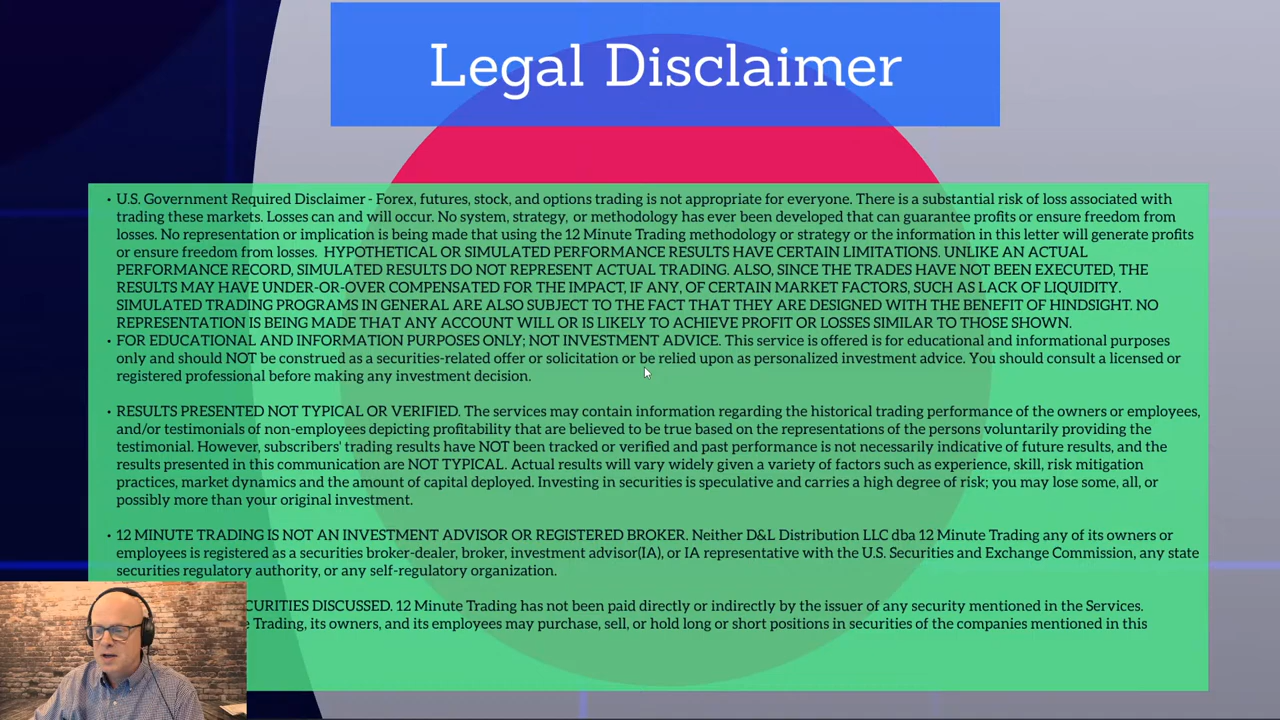 Legal Disclaimer
• U.S. Government Required Disclaimer - Forex, futures, stock, and options trading is not appropriate for everyone. There is a substantial risk of loss associated with
trading these markets. Losses can and will occur. No system, strategy, or methodology has ever been developed that can guarantee profits or ensure freedom from
losses. No representation or implication is being made that using the 12 Minute Trading methodology or strategy or the information in this letter will generate profits
or ensure freedom from losses. HYPOTHETICAL OR SIMULATED PERFORMANCE RESULTS HAVE CERTAIN LIMITATIONS. UNLIKE AN ACTUAL
PERFORMANCE RECORD, SIMULATED RESULTS DO NOT REPRESENT ACTUAL TRADING. ALSO, SINCE THE TRADES HAVE NOT BEEN EXECUTED, THE
RESULTS MAY HAVE UNDER-OR-OVER COMPENSATED FOR THE IMPACT, IF ANY, OF CERTAIN MARKET FACTORS, SUCH AS LACK OF LIQUIDITY.
SIMULATED TRADING PROGRAMS IN GENERAL ARE ALSO SUBJECT TO THE FACT THAT THEY ARE DESIGNED WITH THE BENEFIT OF HINDSIGHT. NO
REPRESENTATION IS BEING MADE THAT ANY ACCOUNT WILL OR IS LIKELY TO ACHIEVE PROFIT OR LOSSES SIMILAR TO THOSE SHOWN.
• FOR EDUCATIONAL AND INFORMATION PURPOSES ONLY; NOT INVESTMENT ADVICE. This service is offered is for educational and informational purposes
only and should NOT be construed as a securities-related offer or solicitation or be relied upon as personalized investment advice. You should consult a licensed or
registered professional before making any investment decision.
• RESULTS PRESENTED NOT TYPICAL OR VERIFIED. The services may contain information regarding the historical trading performance of the owners or employees,
and/or testimonials of non-employees depicting profitability that are believed to be true based on the representations of the persons voluntarily providing the
testimonial. However, subscribers' trading results have NOT been tracked or verified and past performance is not necessarily indicative of future results, and the
results presented in this communication are NOT TYPICAL. Actual results will vary widely given a variety of factors such as experience, skill, risk mitigation
practices, market dynamics and the amount of capital deployed. Investing in securities is speculative and carries a high degree of risk; you may lose some, all, or
possibly more than your original investment.
• 12 MINUTE TRADING IS NOT AN INVESTMENT ADVISOR OR REGISTERED BROKER. Neither D&L Distribution LLC dba 12 Minute Trading any of its owners or
employees is registered as a securities broker-dealer, broker, investment advisor(IA), or IA representative with the U.S. Securities and Exchange Commission, any state
securities regulatory authority, or any self-regulatory organization.
CURITIES DISCUSSED. 12 Minute Trading has not been paid directly or indirectly by the issuer of any security mentioned in the Services.
e Trading, its owners, and its employees may purchase, sell, or hold long or short positions in securities of the companies mentioned in this